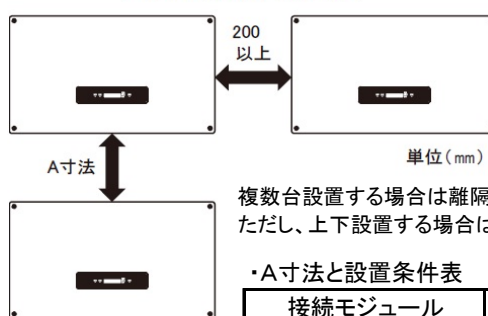 200
以上
A寸法
単位(mm)
複数台設置する場合は離隔
ただし、上下設置する場合は
・A寸法と設置条件表
接続モジュール